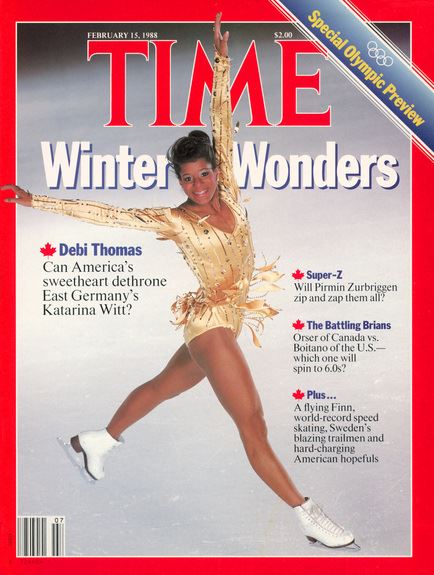 FEBRUARY 15, 1988
$2.00
Special Olympic Preview
TIME
Winter Wonders
Debi Thomas
Can America's
sweetheart dethrone
East Germany's
Katarina Witt?
Super-Z
Will Pirmin Zurbriggen
zip and zap them all?
The Battling Brians
Orser of Canada vs.
Boitano of the U.S.—
which one will
spin to 6.0s?
Plus...
A flying Finn,
world-record speed
skating, Sweden's
blazing trailmen and
hard-charging
American hopefuls
07